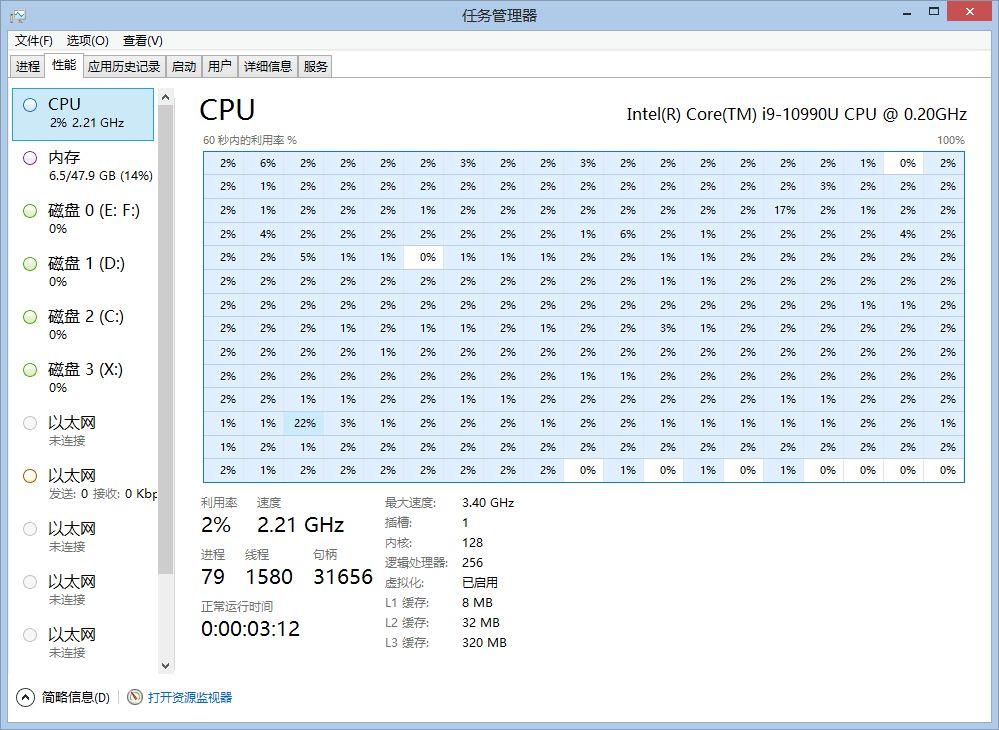 任务管理器
文件(F) 选项(O) 查看(V)
进程 性能 应用历史记录 启动 用户 详细信息 服务
CPU
2% 2.21 GHz
内存
6.5/47.9 GB (14%)
磁盘 0 (E: F:)
0%
磁盘 1 (D:)
0%
磁盘 2 (C:)
0%
磁盘 3 (X:)
0%
以太网
未连接
以太网
发送: 0 接收: 0 Kbp
以太网
未连接
以太网
未连接
以太网
未连接
CPU
Intel(R) Core(TM) i9-10990U CPU @ 0.20GHz
60 秒内的利用率 %
100%
2% 6% 2% 2% 2% 2% 3% 2% 2% 3% 2% 2% 2% 2% 2% 2% 1% 0% 2%
2% 1% 2% 2% 2% 2% 2% 2% 2% 2% 2% 2% 2% 2% 2% 3% 2% 2% 2%
2% 1% 2% 2% 2% 1% 2% 2% 2% 2% 2% 2% 2% 2% 17% 2% 1% 2% 2%
2% 4% 2% 2% 2% 2% 2% 2% 2% 1% 6% 2% 1% 2% 2% 2% 2% 4% 2%
2% 2% 5% 1% 1% 0% 1% 1% 1% 2% 2% 1% 1% 2% 2% 2% 2% 2% 2%
2% 2% 2% 2% 2% 2% 2% 2% 2% 2% 2% 1% 1% 2% 2% 2% 2% 2% 2%
2% 2% 2% 2% 2% 2% 2% 2% 2% 2% 2% 2% 2% 2% 2% 2% 1% 1% 2%
2% 2% 2% 1% 2% 1% 1% 2% 1% 2% 2% 3% 1% 2% 2% 2% 2% 2% 2%
2% 2% 2% 2% 1% 2% 2% 2% 2% 2% 2% 2% 2% 2% 2% 2% 2% 2% 2%
2% 2% 2% 2% 2% 2% 2% 2% 2% 1% 1% 2% 2% 2% 2% 2% 2% 2% 2%
2% 2% 1% 1% 2% 2% 1% 1% 2% 2% 2% 2% 2% 2% 1% 1% 2% 2% 2%
1% 1% 22% 3% 1% 2% 2% 2% 1% 2% 2% 1% 1% 1% 1% 1% 2% 2% 1%
1% 2% 1% 2% 2% 2% 2% 2% 2% 2% 2% 2% 2% 2% 2% 2% 2% 2% 2%
2% 1% 2% 2% 2% 2% 2% 2% 2% 0% 1% 0% 1% 0% 1% 0% 0% 0% 0%
利用率 速度
2% 2.21 GHz
进程 线程 句柄
79 1580 31656
正常运行时间
0:00:03:12
最大速度: 3.40 GHz
插槽: 1
内核: 128
逻辑处理器: 256
虚拟化: 已启用
L1 缓存: 8 MB
L2 缓存: 32 MB
L3 缓存: 320 MB
简略信息(D) 打开资源监视器